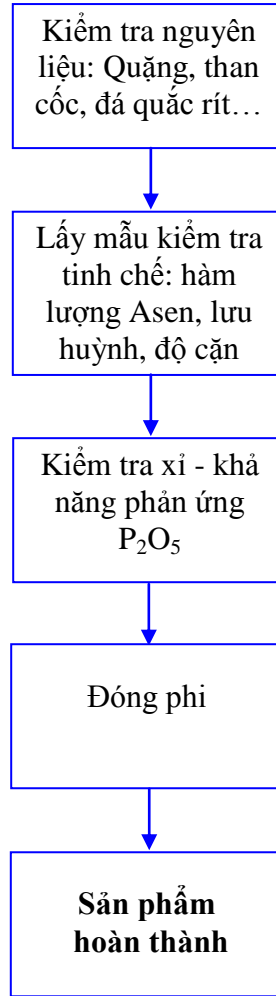 Kiểm tra nguyên
liệu: Quặng, than
cốc, đá quắc rít…
Lấy mẫu kiểm tra
tinh chế: hàm
lượng Asen, lưu
huỳnh, độ cặn
Kiểm tra xỉ - khả
năng phản ứng
P₂O₅
Đóng phi
Sản phẩm
hoàn thành